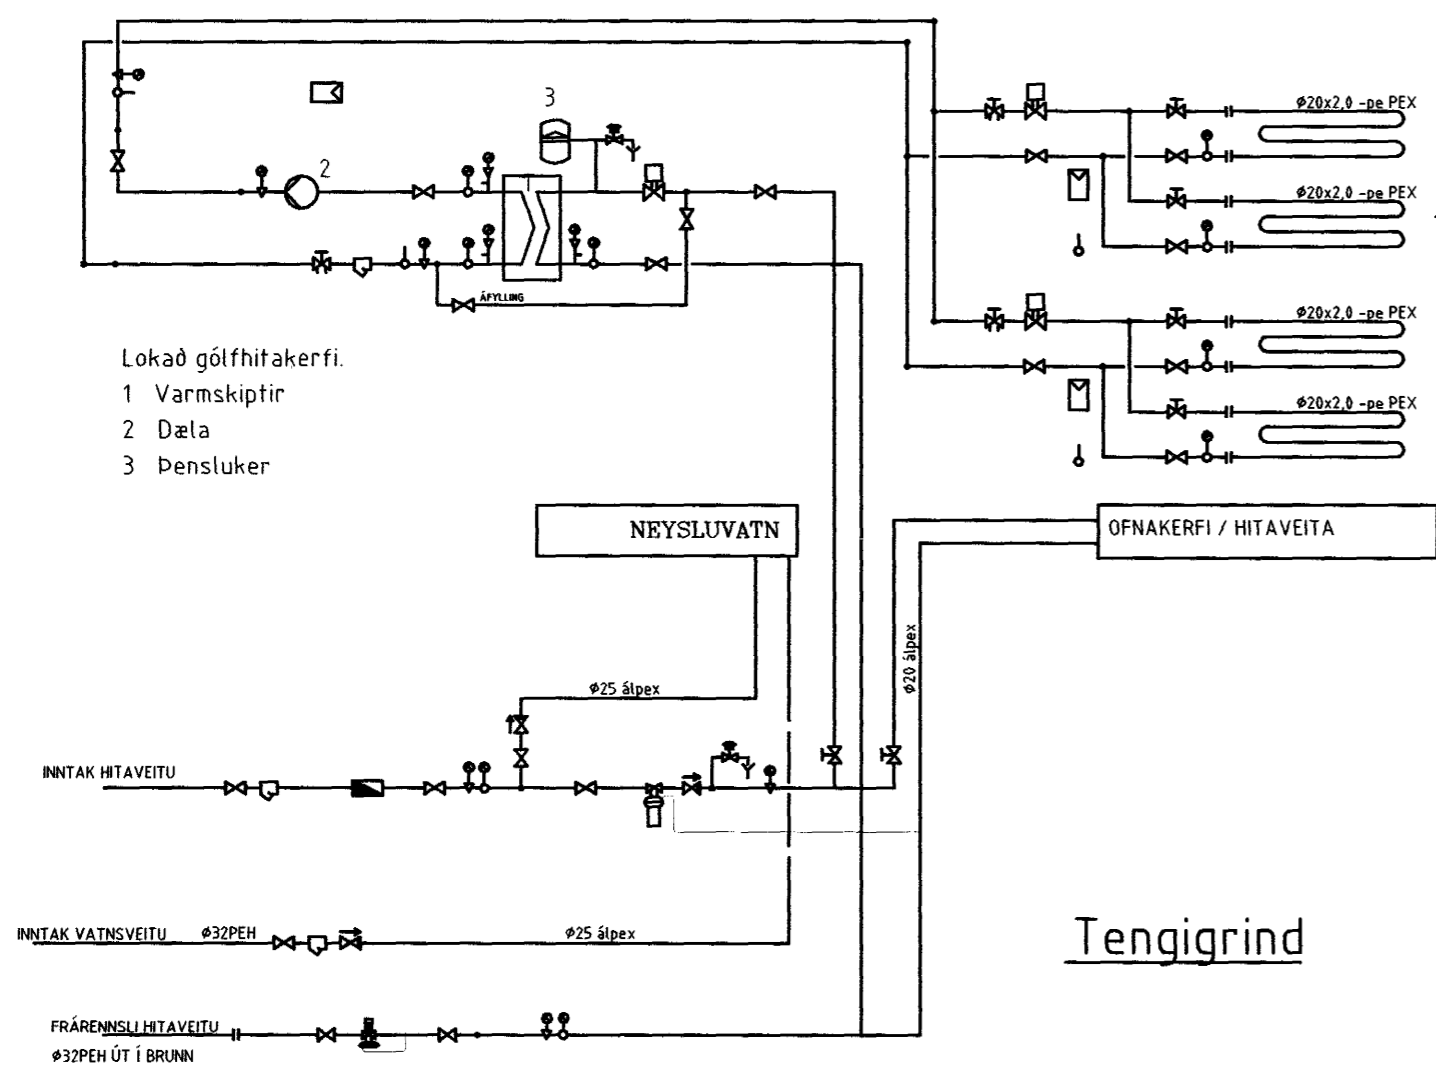 3
2
ø20x2,0 -pe PEX
ø20x2,0 -pe PEX
ÁFYLLING
ø20x2,0 -pe PEX
ø20x2,0 -pe PEX
Lokað gólfhitakerfi.
1 Varmskiptir
2 Dæla
3 Þensluker
NEYSLUVATN
OFNAKERFI / HITAVEITA
ø20 álpex
ø25 álpex
INNTAK HITAVEITU
INNTAK VATNSVEITU ø32PEH
ø25 álpex
Tengigrind
FRÁRENNSLI HITAVEITU
ø32PEH ÚT Í BRUNN